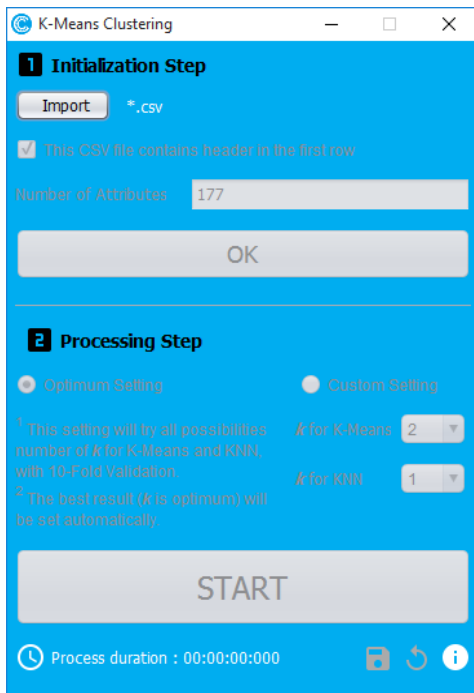 K-Means Clustering
1 Initialization Step
Import *.csv
This CSV file contains header in the first row
Number of Attributes 177
OK
2 Processing Step
Optimum Setting Custom Setting
1 This setting will try all possibilities
number of k for K-Means and KNN,
with 10-Fold Validation.
2 The best result (k is optimum) will
be set automatically.
k for K-Means 2
k for KNN 1
START
Process duration : 00:00:00:000